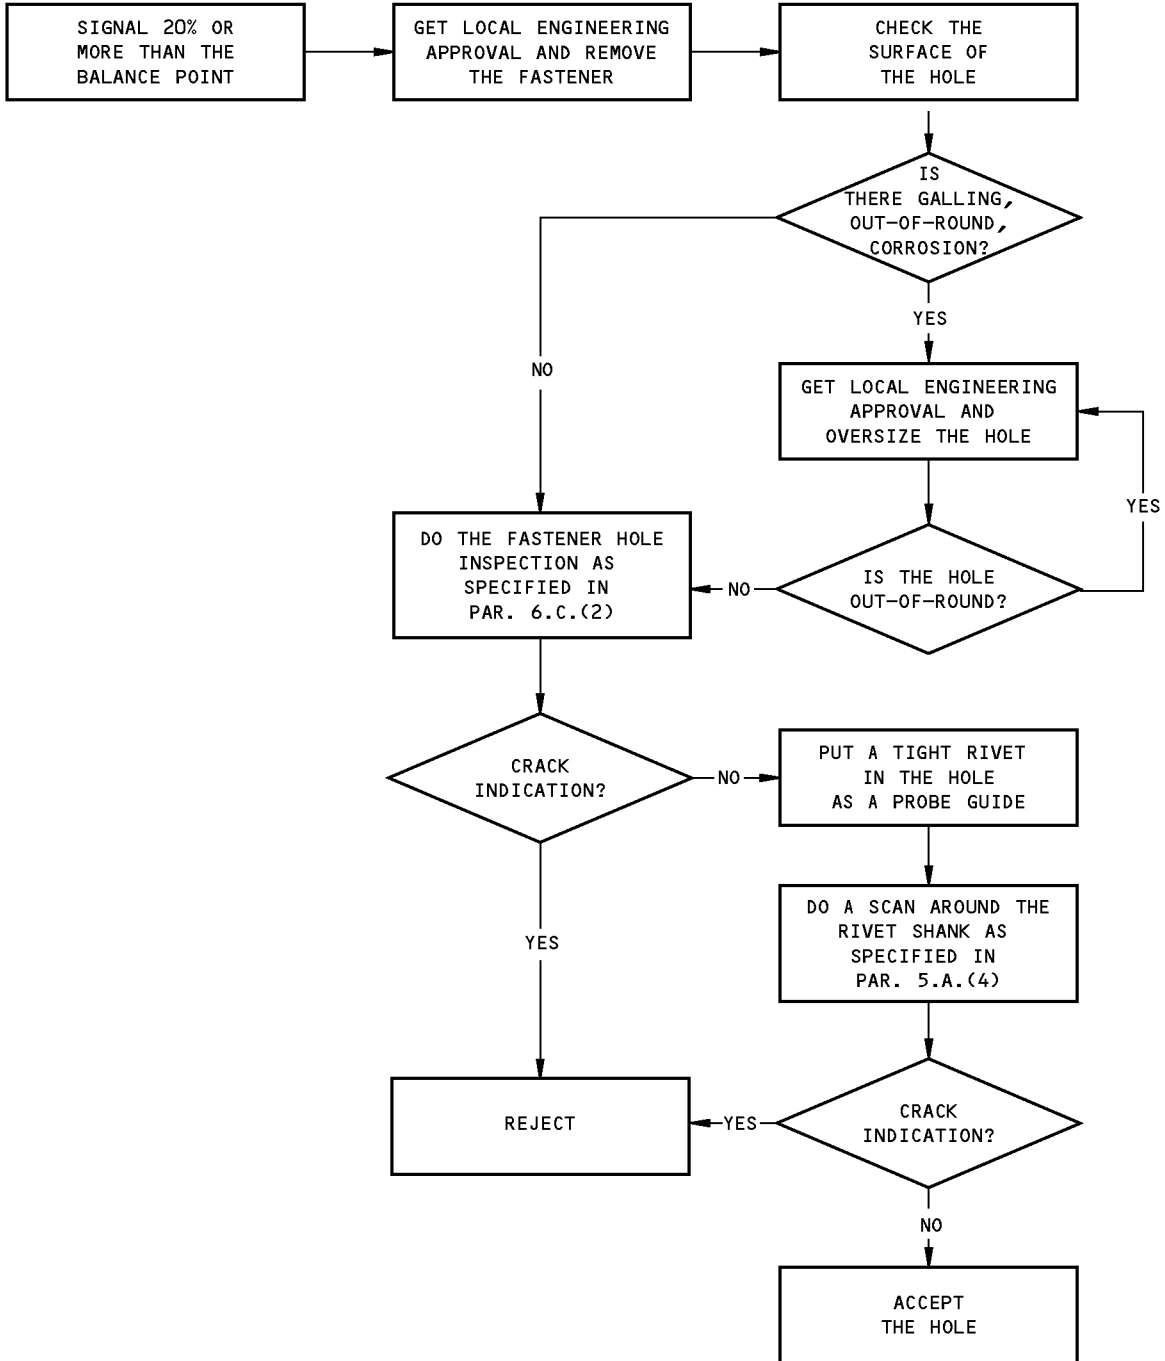 SIGNAL 20% OR
MORE THAN THE
BALANCE POINT
GET LOCAL ENGINEERING
APPROVAL AND REMOVE
THE FASTENER
CHECK THE
SURFACE OF
THE HOLE
IS
THERE GALLING,
OUT-OF-ROUND,
CORROSION?
YES
NO
GET LOCAL ENGINEERING
APPROVAL AND
OVERSIZE THE HOLE
YES
IS THE HOLE
OUT-OF-ROUND?
NO
DO THE FASTENER HOLE
INSPECTION AS
SPECIFIED IN
PAR. 6.C.(2)
CRACK
INDICATION?
NO
PUT A TIGHT RIVET
IN THE HOLE
AS A PROBE GUIDE
DO A SCAN AROUND THE
RIVET SHANK AS
SPECIFIED IN
PAR. 5.A.(4)
YES
REJECT
YES
CRACK
INDICATION?
NO
ACCEPT
THE HOLE